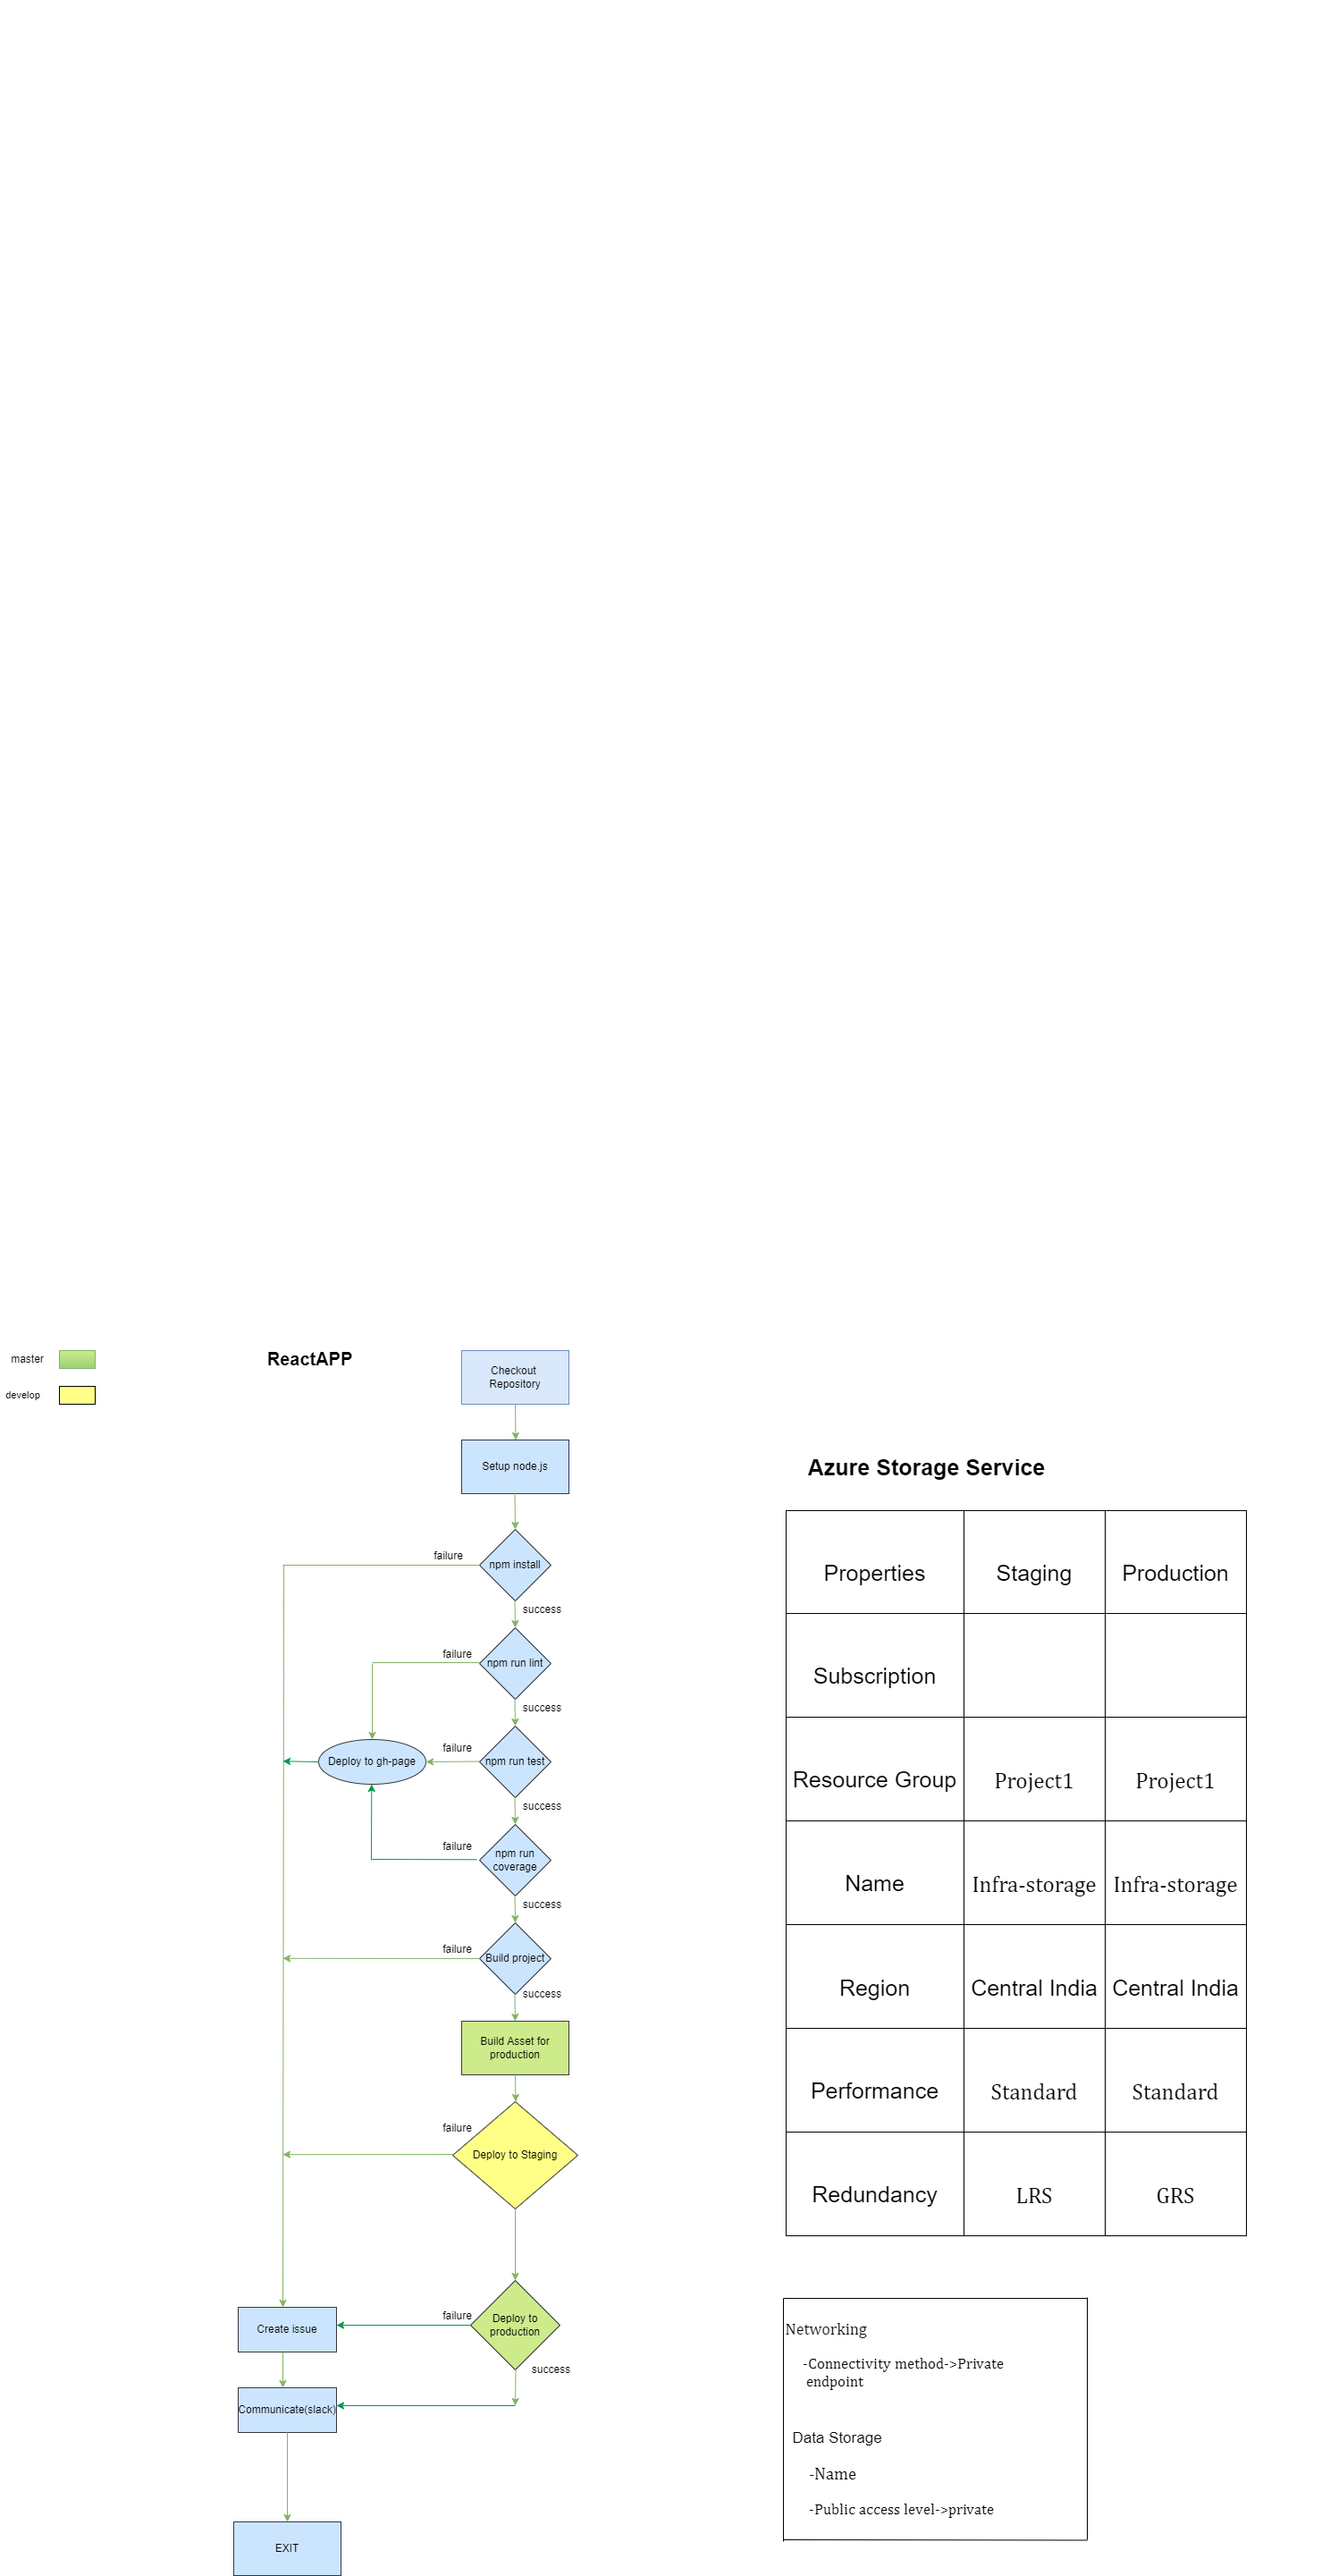 master
develop
ReactAPP
Checkout
Repository
Setup node.js
npm install
failure
success
npm run lint
failure
success
npm run test
failure
Deploy to gh-page
success
npm run
coverage
failure
success
Build project
failure
success
Build Asset for
production
failure
Deploy to Staging
Deploy to
production
failure
success
Create issue
Communicate(slack)
EXIT
Azure Storage Service
Properties Staging Production
Subscription
Resource Group Project1 Project1
Name Infra-storage Infra-storage
Region Central India Central India
Performance Standard Standard
Redundancy LRS GRS
Networking
-Connectivity method->Private
endpoint
Data Storage
-Name
-Public access level->private